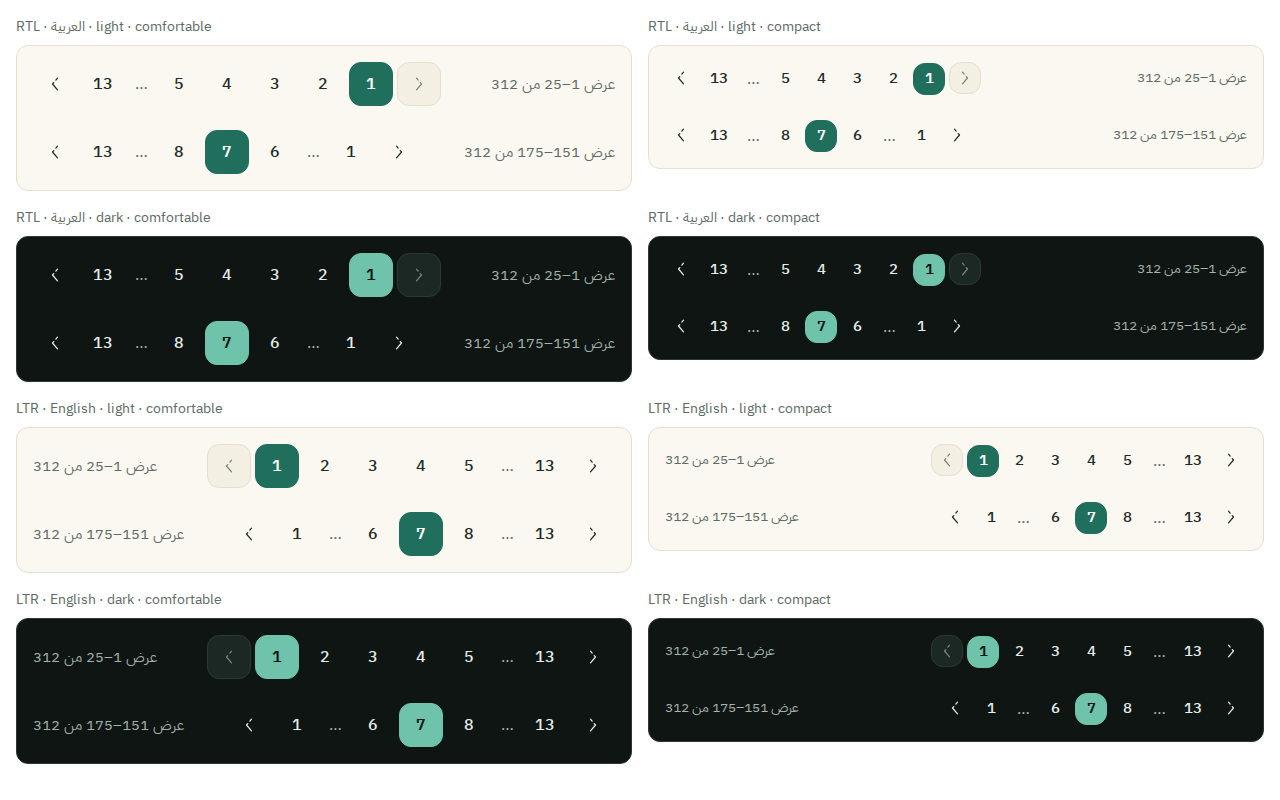 RTL · العربية · light · comfortable
عرض 1–25 من 312
1 2 3 4 5 … 13
عرض 151–175 من 312
1 … 6 7 8 … 13
RTL · العربية · light · compact
عرض 1–25 من 312
1 2 3 4 5 … 13
عرض 151–175 من 312
1 … 6 7 8 … 13
RTL · العربية · dark · comfortable
عرض 1–25 من 312
1 2 3 4 5 … 13
عرض 151–175 من 312
1 … 6 7 8 … 13
RTL · العربية · dark · compact
عرض 1–25 من 312
1 2 3 4 5 … 13
عرض 151–175 من 312
1 … 6 7 8 … 13
LTR · English · light · comfortable
عرض 1–25 من 312
1 2 3 4 5 … 13
عرض 151–175 من 312
1 … 6 7 8 … 13
LTR · English · light · compact
عرض 1–25 من 312
1 2 3 4 5 … 13
عرض 151–175 من 312
1 … 6 7 8 … 13
LTR · English · dark · comfortable
عرض 1–25 من 312
1 2 3 4 5 … 13
عرض 151–175 من 312
1 … 6 7 8 … 13
LTR · English · dark · compact
عرض 1–25 من 312
1 2 3 4 5 … 13
عرض 151–175 من 312
1 … 6 7 8 … 13